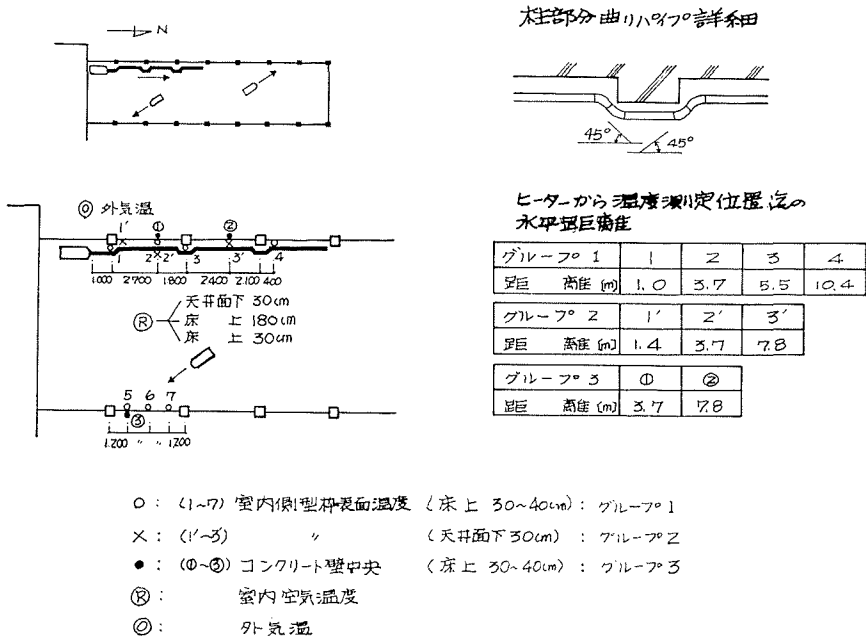 N
柱部分曲りパイプ詳細
45°
45°
◎ 外気温
1' ① ②
1 2 2' 3 3' 4
1.000 2.700 1.800 2.400 2.100 400
Ⓡ 天井面下 30cm
床 上 180cm
床 上 30cm
5 6 7
③
1.200 〃 〃 1.200
ヒーターから温度測定位置迄の
水平距離
グループ 1 1 2 3 4
距 離 [m] 1.0 3.7 5.5 10.4
グループ 2 1' 2' 3'
距 離 [m] 1.4 3.7 7.8
グループ 3 ① ②
距 離 [m] 3.7 7.8
○ : (1~7) 室内側型枠表面温度 (床上 30~40cm) : グループ 1
× : (1'~3') 〃 (天井面下30cm) : グループ 2
● : (①~③) コンクリート壁中央 (床上 30~40cm) : グループ 3
Ⓡ : 室内空気温度
◎ : 外気温